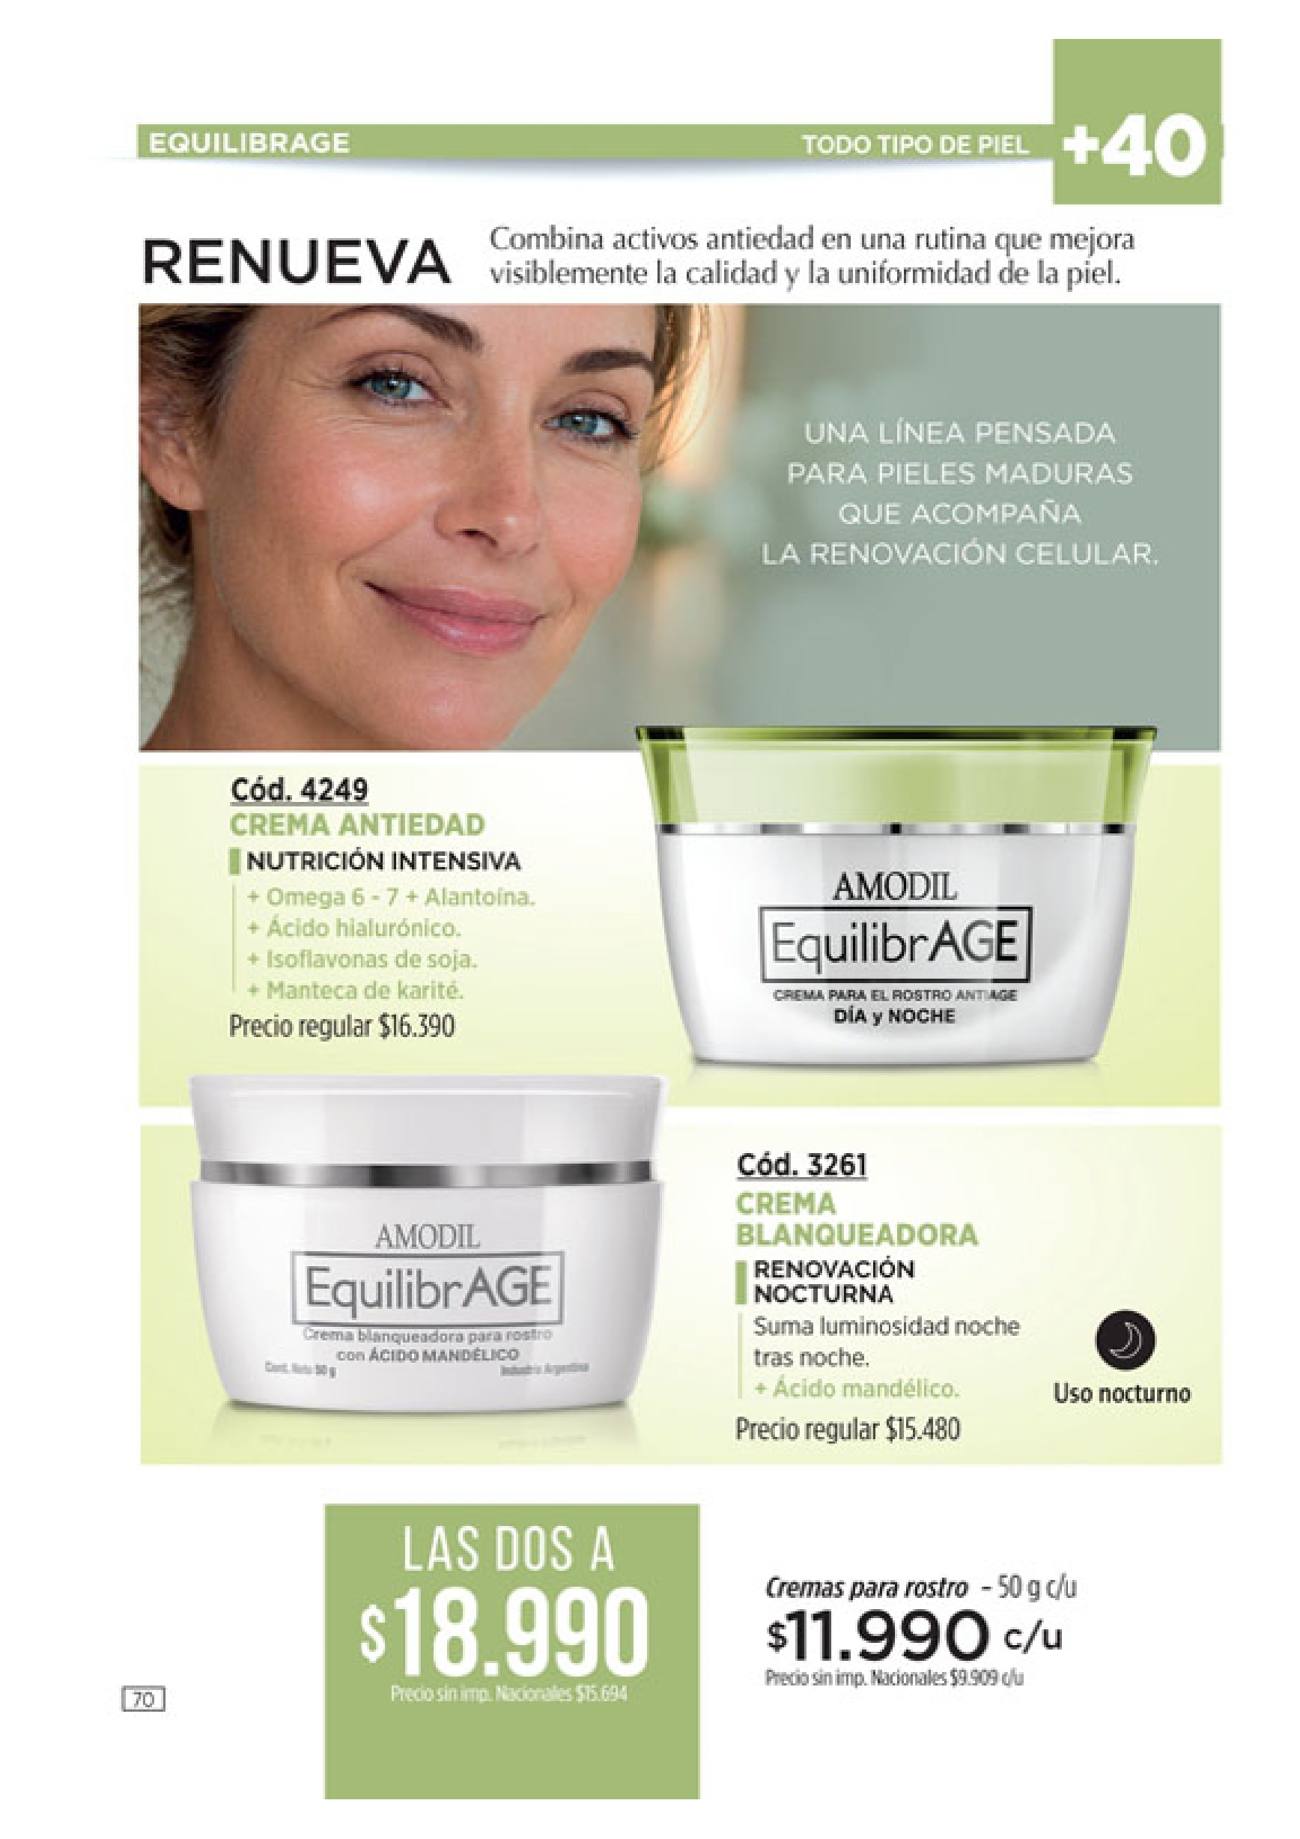 EQUILIBRAGE
TODO TIPO DE PIEL
+40
RENUEVA
Combina activos antiedad en una rutina que mejora
visiblemente la calidad y la uniformidad de la piel.
UNA LÍNEA PENSADA
PARA PIELES MADURAS
QUE ACOMPAÑA
LA RENOVACIÓN CELULAR.
Cód. 4249
CREMA ANTIEDAD
NUTRICIÓN INTENSIVA
+ Omega 6 - 7 + Alantoína.
+ Ácido hialurónico.
+ Isoflavonas de soja.
+ Manteca de karité.
Precio regular $16.390
AMODIL
EquilibrAGE
CREMA PARA EL ROSTRO ANTIAGE
DÍA y NOCHE
AMODIL
EquilibrAGE
Crema blanqueadora para rostro
con ÁCIDO MANDÉLICO
Cont. Neto 50 g
Industria Argentina
Cód. 3261
CREMA
BLANQUEADORA
RENOVACIÓN
NOCTURNA
Suma luminosidad noche
tras noche.
+ Ácido mandélico.
Precio regular $15.480
Uso nocturno
LAS DOS A
$18.990
Precio sin imp. Nacionales $15.694
Cremas para rostro - 50 g c/u
$11.990 c/u
Precio sin imp. Nacionales $9.909 c/u
70